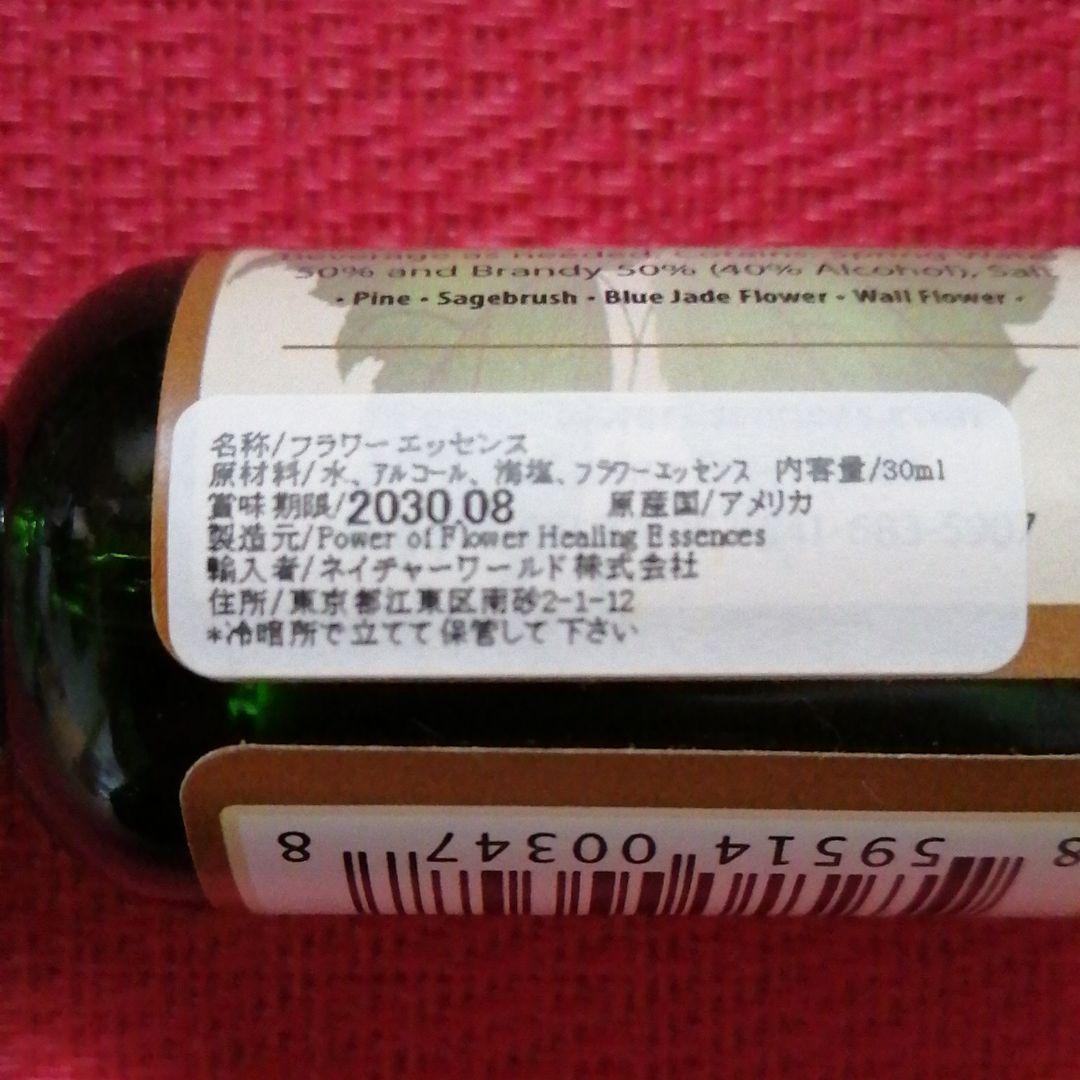 Beverage as needed. Contains Spring Water
50% and Brandy 50% (40% Alcohol), Salt
· Pine · Sagebrush · Blue Jade Flower · Wall Flower ·
名称/フラワーエッセンス
原材料/水、アルコール、海塩、フラワーエッセンス 内容量/30ml
賞味期限/2030.08 原産国/アメリカ
製造元/Power of Flower Healing Essences
輸入者/ネイチャーワールド株式会社
住所/東京都江東区南砂2-1-12
*冷暗所で立てて保管して下さい
8 59514 00347 8